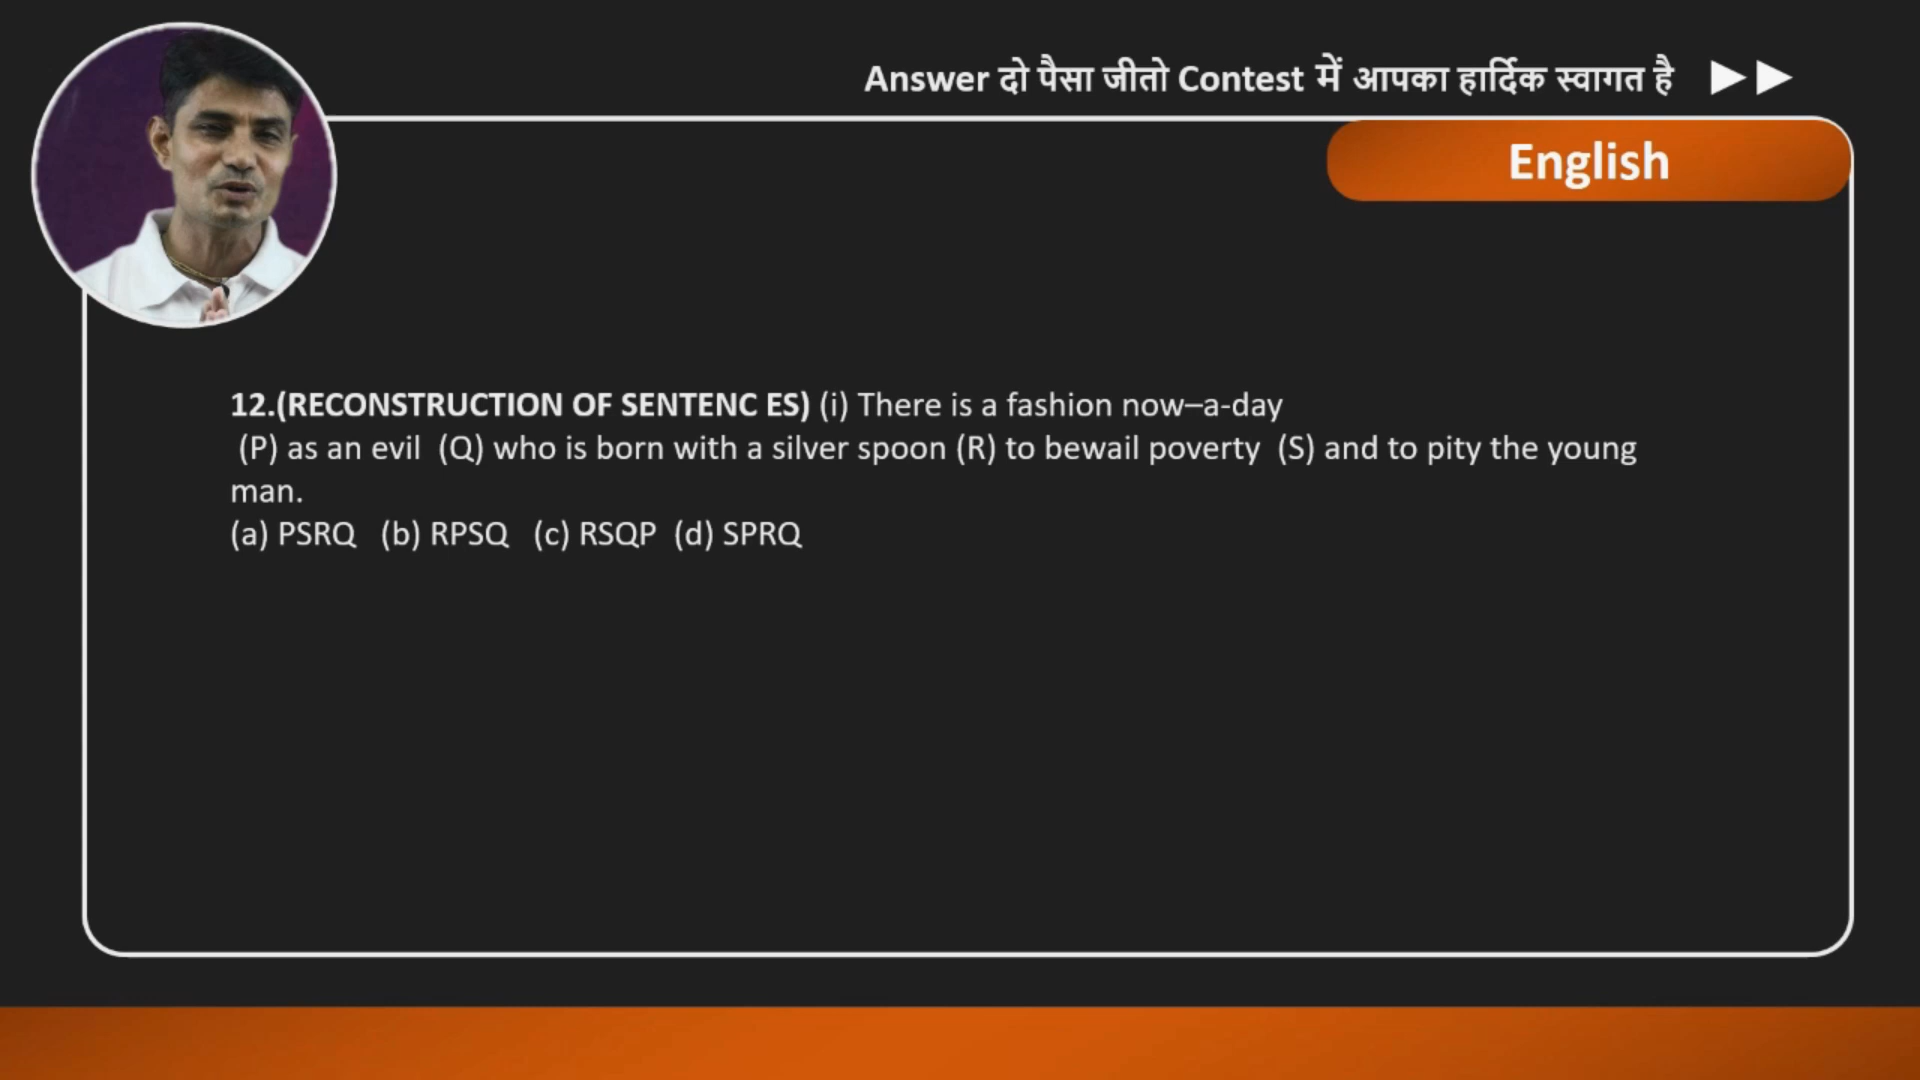 Answer दो पैसा जीतो Contest में आपका हार्दिक स्वागत है
English
12.(RECONSTRUCTION OF SENTENC ES) (i) There is a fashion now–a-day
(P) as an evil (Q) who is born with a silver spoon (R) to bewail poverty (S) and to pity the young
man.
(a) PSRQ (b) RPSQ (c) RSQP (d) SPRQ